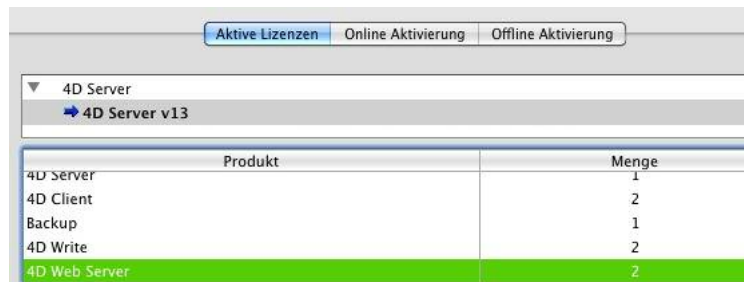 Aktive Lizenzen Online Aktivierung Offline Aktivierung
4D Server
4D Server v13
Produkt Menge
4D Server 1
4D Client 2
Backup 1
4D Write 2
4D Web Server 2